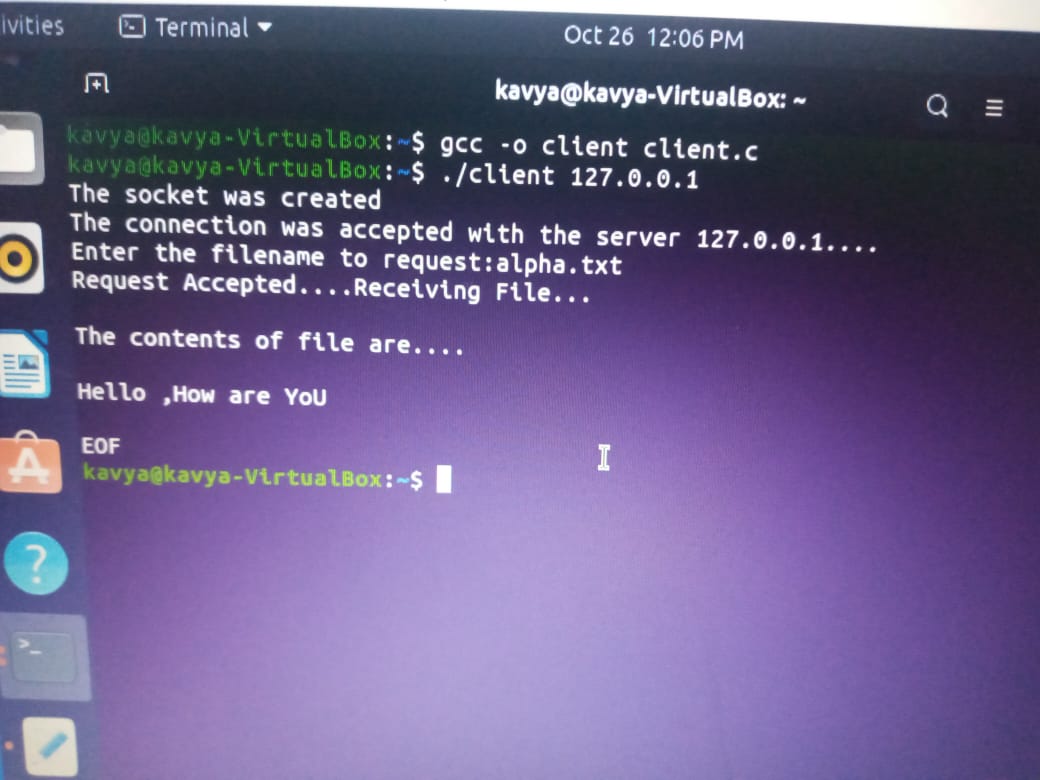 ivities
Terminal
Oct 26 12:06 PM
kavya@kavya-VirtualBox: ~
kavya@kavya-VirtualBox:~$ gcc -o client client.c
kavya@kavya-VirtualBox:~$ ./client 127.0.0.1
The socket was created
The connection was accepted with the server 127.0.0.1....
Enter the filename to request:alpha.txt
Request Accepted....Receiving File...
The contents of file are....
Hello ,How are YoU
EOF
kavya@kavya-VirtualBox:~$